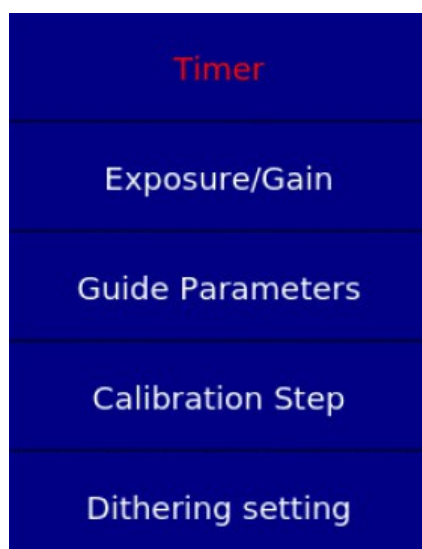 Timer
Exposure/Gain
Guide Parameters
Calibration Step
Dithering setting